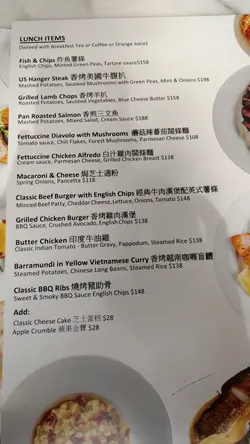 LUNCH ITEMS
(Served with Breakfast Tea or Coffee or Orange Juice)
Fish & Chips 炸魚薯條
English Chips, Minted Green Peas, Tartare sauce $158
US Hanger Steak 香烤美國牛腹扒
Mashed Potatoes, Sauteed Mushrooms with Green Peas, Mint & Onions $198
Grilled Lamb Chops 香烤羊扒
Roasted Potatoes, Sautéed Vegetables, Blue Cheese Butter $158
Pan Roasted Salmon 香煎三文魚
Mashed Potatoes, Mixed Salad, Cream Sauce $188
Fettuccine Diavolo with Mushrooms 蘑菇辣蕃茄闊條麵
Tomato sauce, Chili Flakes, Forest Mushrooms, Parmesan Cheese $108
Fettuccine Chicken Alfredo 白汁雞肉闊條麵
Cream sauce, Parmesan Cheese, Grilled Chicken Breast $138
Macaroni & Cheese 焗芝士通粉
Spring Onions, Pancetta $118
Classic Beef Burger with English Chips 經典牛肉漢堡配英式薯條
Minced Beef Patty, Cheddar Cheese, Lettuce, Onions, Tomato $148
Grilled Chicken Burger 香烤雞肉漢堡
BBQ Sauce, Crushed Avocado, English Chips $138
Butter Chicken 印度牛油雞
Classic Indian Tomato - Butter Gravy, Pappodum, Steamed Rice $138
Barramundi in Yellow Vietnamese Curry 香烤越南咖喱盲鰽
Steamed Potatoes, Chinese Long Beans, Steamed Rice $138
Classic BBQ Ribs 燒烤豬肋骨
Sweet & Smoky BBQ Sauce English Chips $148
Add:
Classic Cheese Cake 芝士蛋糕 $28
Apple Crumble 蘋果金寶 $28